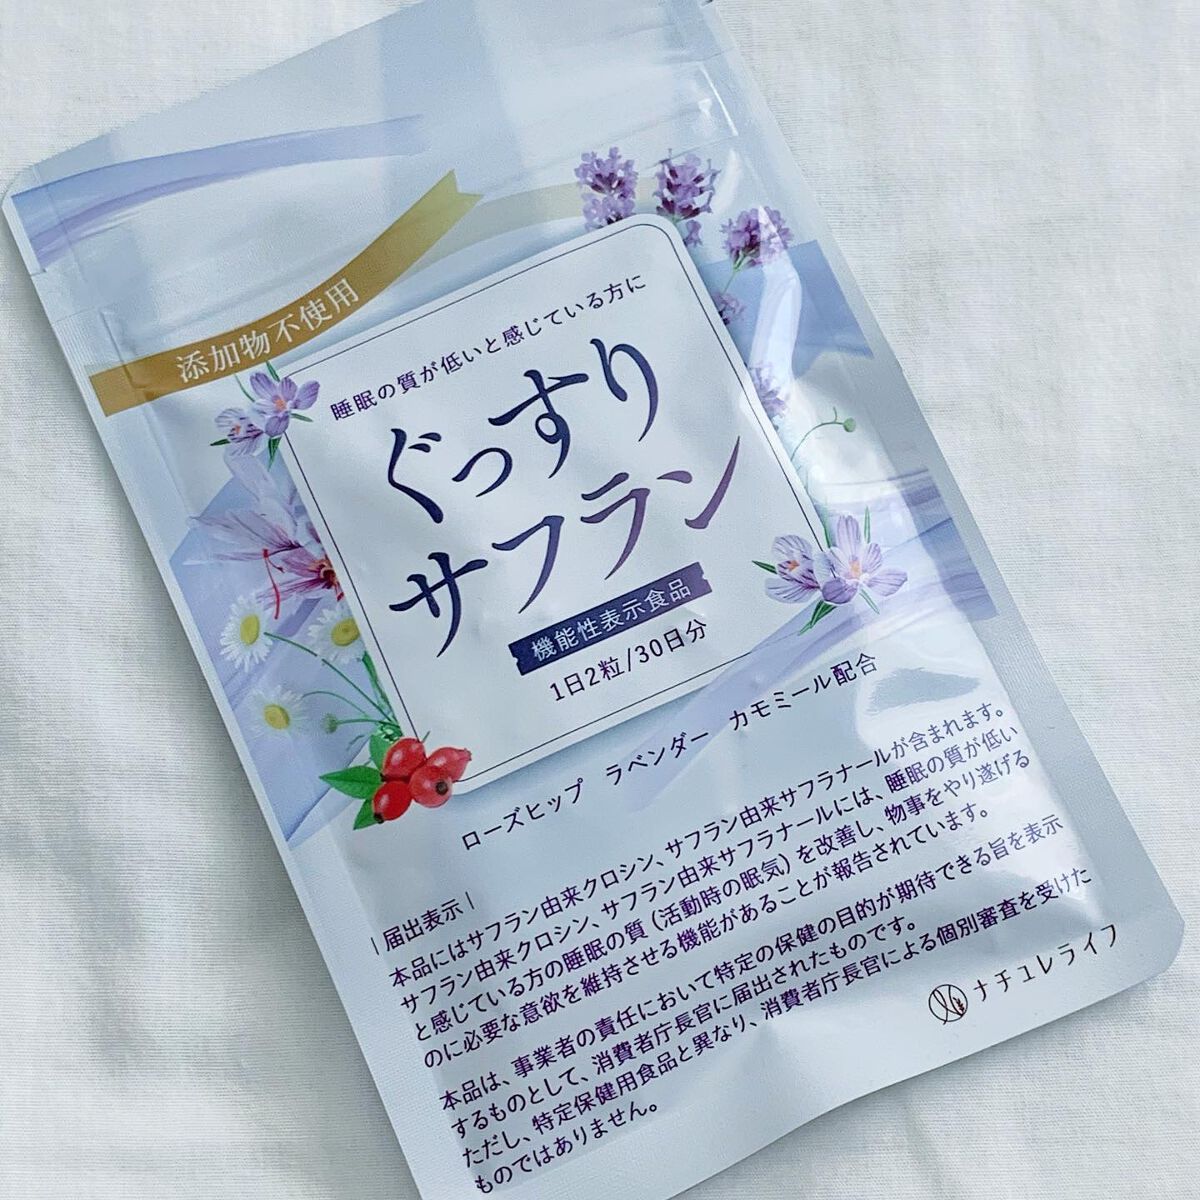 添加物不使用
睡眠の質が低いと感じている方に
ぐっすり
サフラン
機能性表示食品
1日2粒/30日分
ローズヒップ ラベンダー カモミール配合
|届出表示|
本品にはサフラン由来クロシン、サフラン由来サフラナールが含まれます。
サフラン由来クロシン、サフラン由来サフラナールには、睡眠の質が低い
と感じている方の睡眠の質(活動時の眠気)を改善し、物事をやり遂げる
のに必要な意欲を維持させる機能があることが報告されています。
本品は、事業者の責任において特定の保健の目的が期待できる旨を表示
するものとして、消費者庁長官に届出されたものです。
ただし、特定保健用食品と異なり、消費者庁長官による個別審査を受けた
ものではありません。
ナチュレライフ